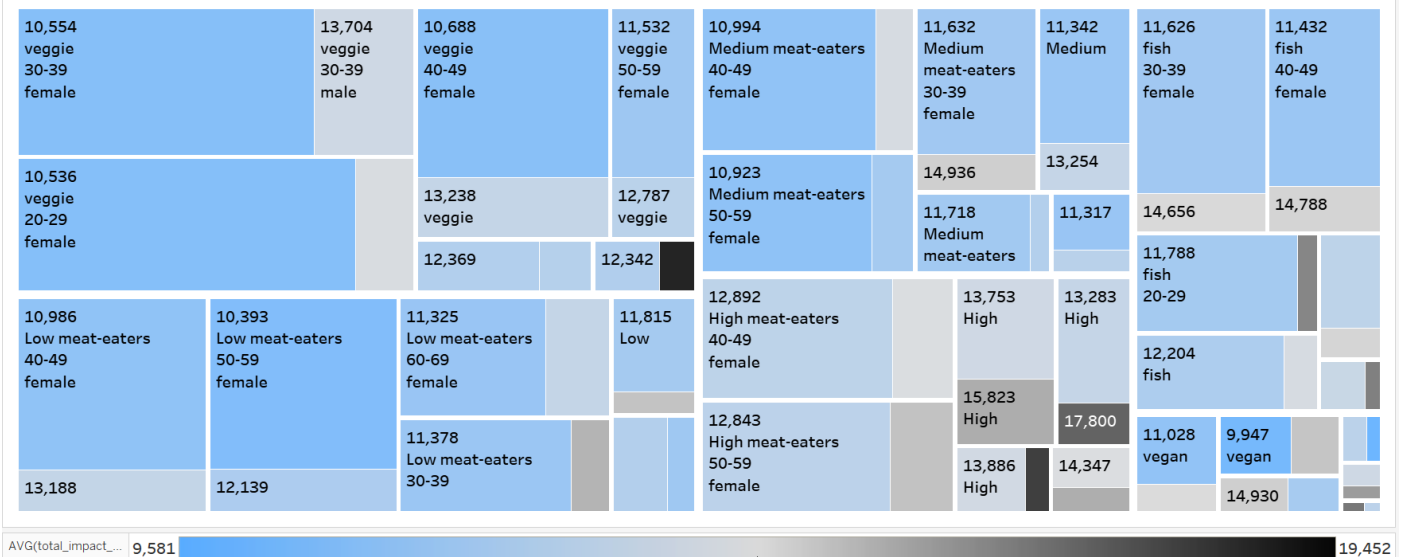 10,554
veggie
30-39
female
13,704
veggie
30-39
male
10,688
veggie
40-49
female
11,532
veggie
50-59
female
10,536
veggie
20-29
female
13,238
veggie
12,787
veggie
12,369
12,342
10,994
Medium meat-eaters
40-49
female
11,632
Medium
meat-eaters
30-39
female
11,342
Medium
14,936
13,254
10,923
Medium meat-eaters
50-59
female
11,718
Medium
meat-eaters
11,317
11,626
fish
30-39
female
11,432
fish
40-49
female
14,656
14,788
11,788
fish
20-29
12,204
fish
10,986
Low meat-eaters
40-49
female
10,393
Low meat-eaters
50-59
female
11,325
Low meat-eaters
60-69
female
11,815
Low
13,188
12,139
11,378
Low meat-eaters
30-39
12,892
High meat-eaters
40-49
female
13,753
High
13,283
High
15,823
High
17,800
12,843
High meat-eaters
50-59
female
13,886
High
14,347
11,028
vegan
9,947
vegan
14,930
AVG(total_impact_...
9,581
19,452